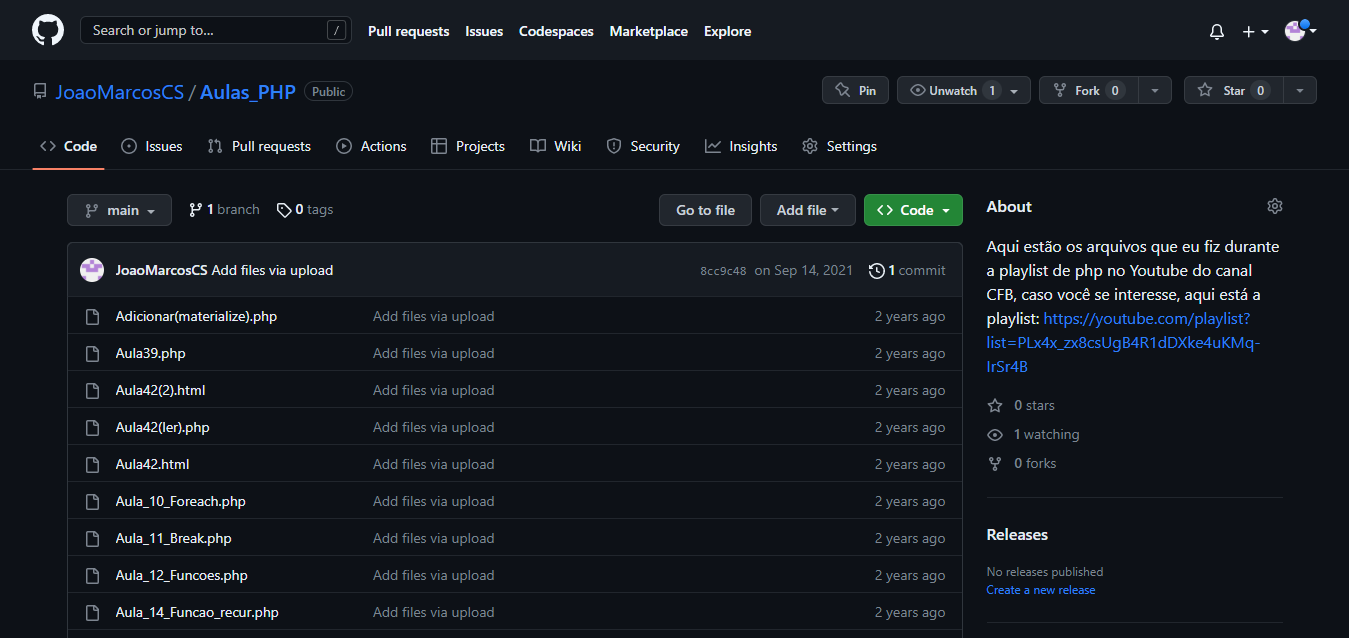 Search or jump to... /
Pull requests Issues Codespaces Marketplace Explore
JoaoMarcosCS / Aulas_PHP Public
Pin Unwatch 1 Fork 0 Star 0
Code Issues Pull requests Actions Projects Wiki Security Insights Settings
main 1 branch 0 tags Go to file Add file Code
JoaoMarcosCS Add files via upload 8cc9c48 on Sep 14, 2021 1 commit
Adicionar(materialize).php Add files via upload 2 years ago
Aula39.php Add files via upload 2 years ago
Aula42(2).html Add files via upload 2 years ago
Aula42(ler).php Add files via upload 2 years ago
Aula42.html Add files via upload 2 years ago
Aula_10_Foreach.php Add files via upload 2 years ago
Aula_11_Break.php Add files via upload 2 years ago
Aula_12_Funcoes.php Add files via upload 2 years ago
Aula_14_Funcao_recur.php Add files via upload 2 years ago
About
Aqui estão os arquivos que eu fiz durante
a playlist de php no Youtube do canal
CFB, caso você se interesse, aqui está a
playlist: https://youtube.com/playlist?
list=PLx4x_zx8csUgB4R1dDXke4uKMq-
IrSr4B
0 stars
1 watching
0 forks
Releases
No releases published
Create a new release